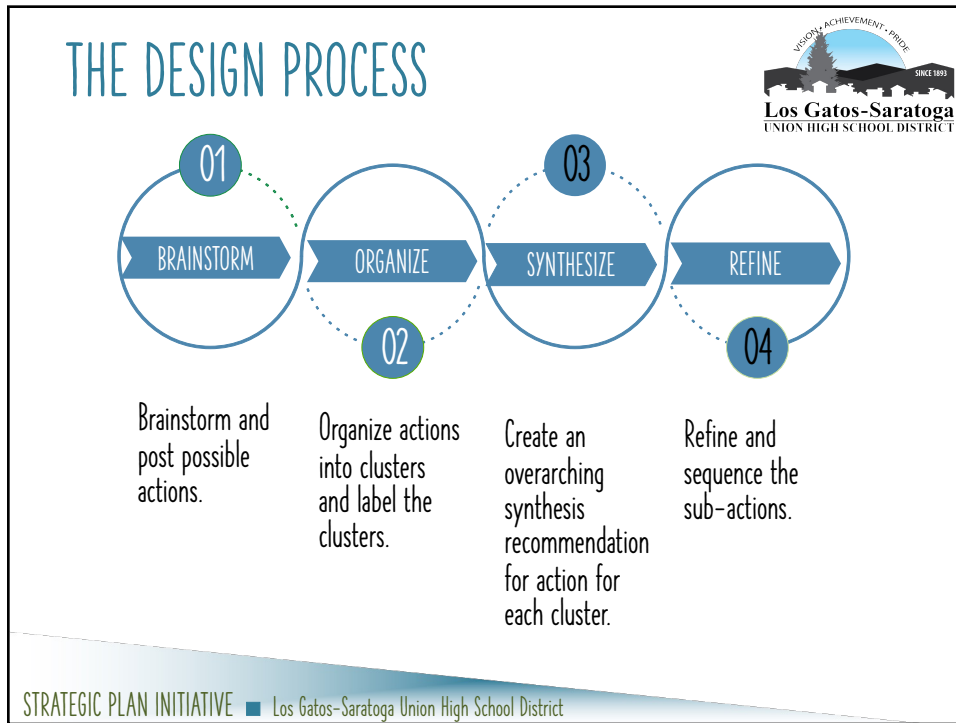 THE DESIGN PROCESS
VISION • ACHIEVEMENT • PRIDE
SINCE 1893
Los Gatos-Saratoga
UNION HIGH SCHOOL DISTRICT
01
BRAINSTORM
Brainstorm and
post possible
actions.
ORGANIZE
02
Organize actions
into clusters
and label the
clusters.
03
SYNTHESIZE
Create an
overarching
synthesis
recommendation
for action for
each cluster.
REFINE
04
Refine and
sequence the
sub-actions.
STRATEGIC PLAN INITIATIVE ■ Los Gatos-Saratoga Union High School District